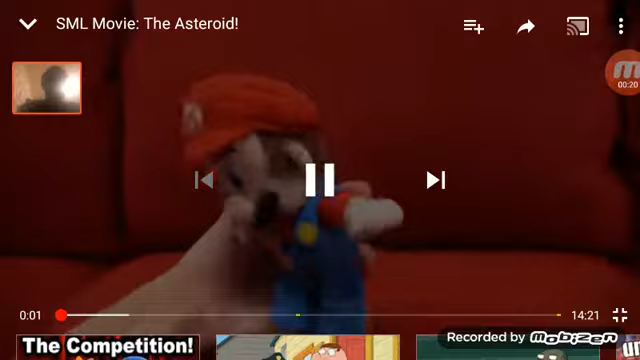 SML Movie: The Asteroid!
00:20
0:01
14:21
The Competition!
Recorded by Mobizen